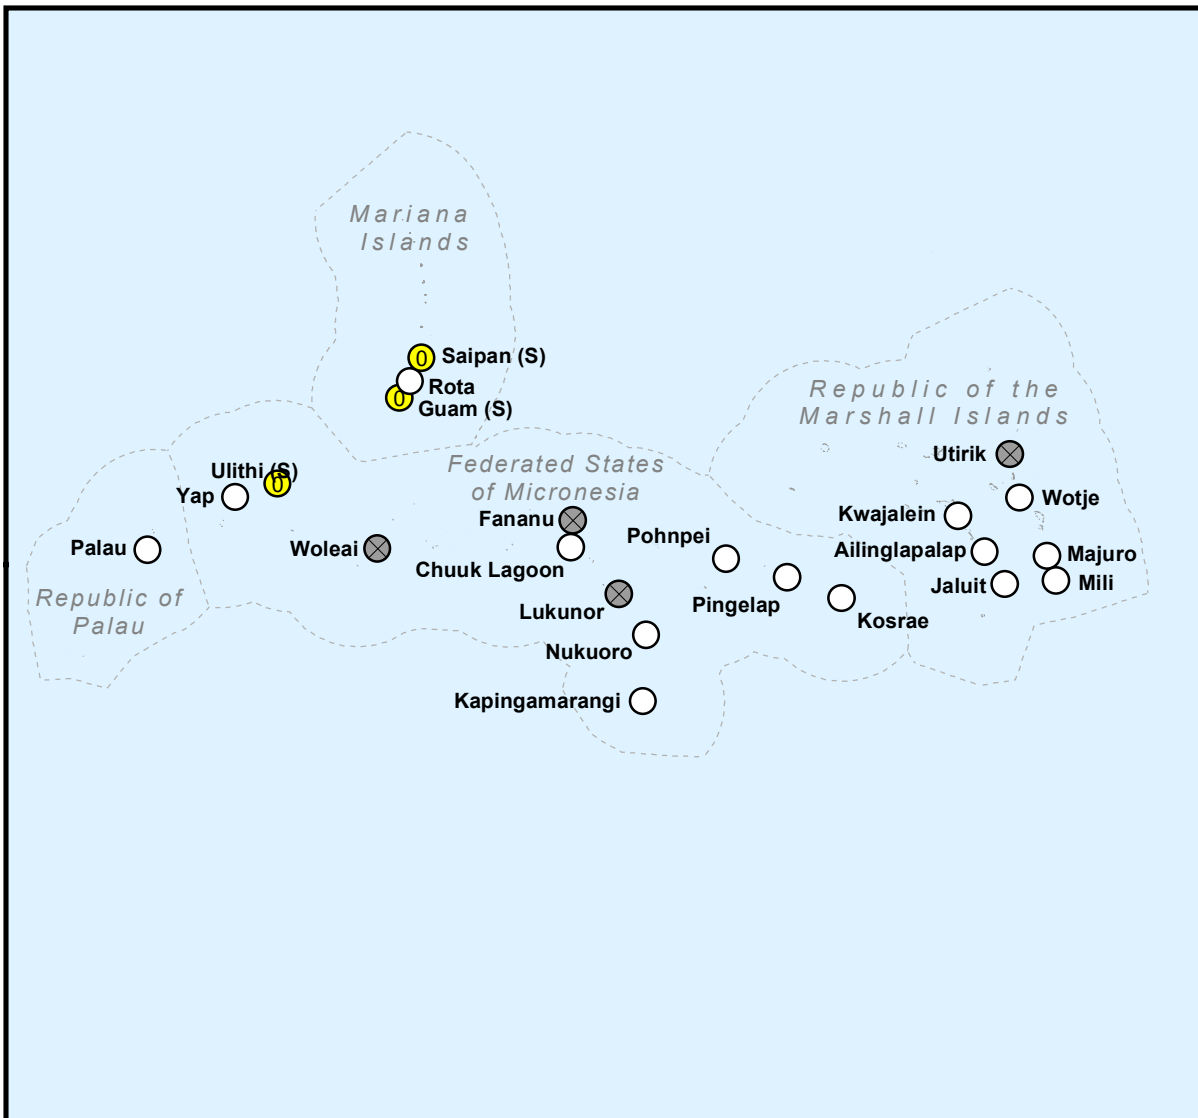 Mariana
Islands
0
Saipan (S)
Rota
0
Guam (S)
Republic of the
Marshall Islands
Utirik
Federated States
of Micronesia
Ulithi (S)
0
Yap
Wotje
Kwajalein
Fananu
Pohnpei
Palau
Woleai
Chuuk Lagoon
Ailinglapalap
Majuro
Jaluit
Mili
Republic of
Palau
Lukunor
Pingelap
Kosrae
Nukuoro
Kapingamarangi